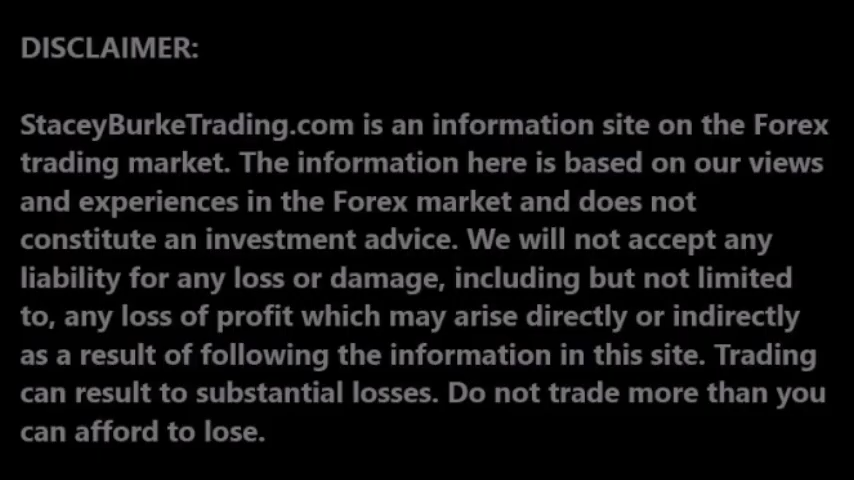 DISCLAIMER:
StaceyBurkeTrading.com is an information site on the Forex
trading market. The information here is based on our views
and experiences in the Forex market and does not
constitute an investment advice. We will not accept any
liability for any loss or damage, including but not limited
to, any loss of profit which may arise directly or indirectly
as a result of following the information in this site. Trading
can result to substantial losses. Do not trade more than you
can afford to lose.